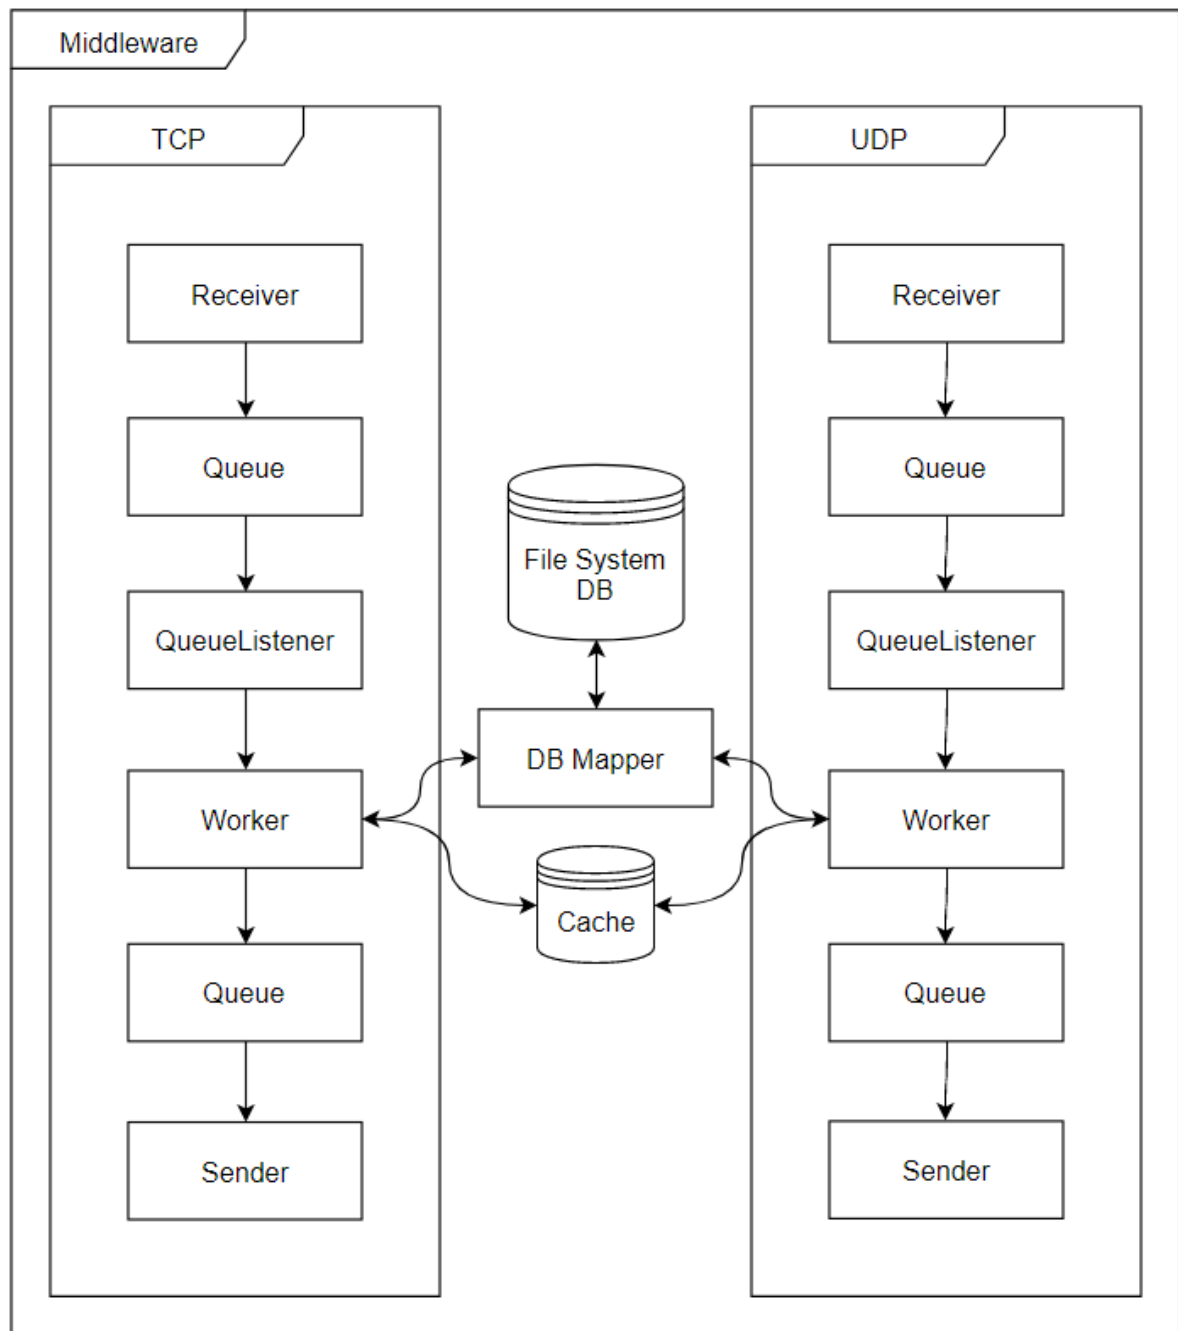 Middleware
TCP
Receiver
Queue
QueueListener
Worker
Queue
Sender
File System
DB
DB Mapper
Cache
UDP
Receiver
Queue
QueueListener
Worker
Queue
Sender